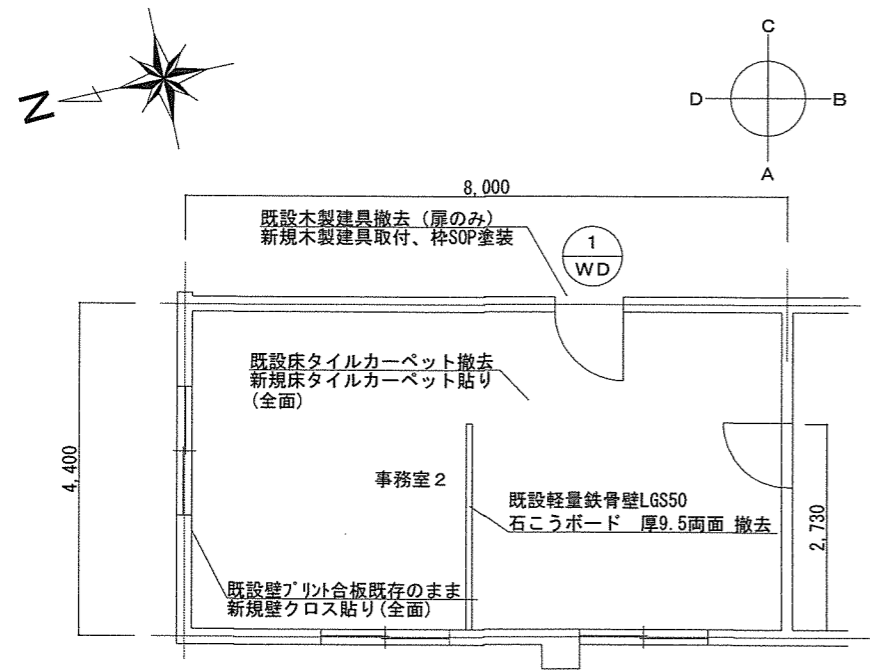 N
C
D
B
A
8,000
既設木製建具撤去（扉のみ）
新規木製建具取付、枠SOP塗装
1
WD
既設床タイルカーペット撤去
新規床タイルカーペット貼り
(全面)
4,400
事務室２
既設軽量鉄骨壁LGS50
石こうボード　厚9.5両面 撤去
2,730
既設壁ﾌﾟﾘﾝﾄ合板既存のまま
新規壁クロス貼り(全面)